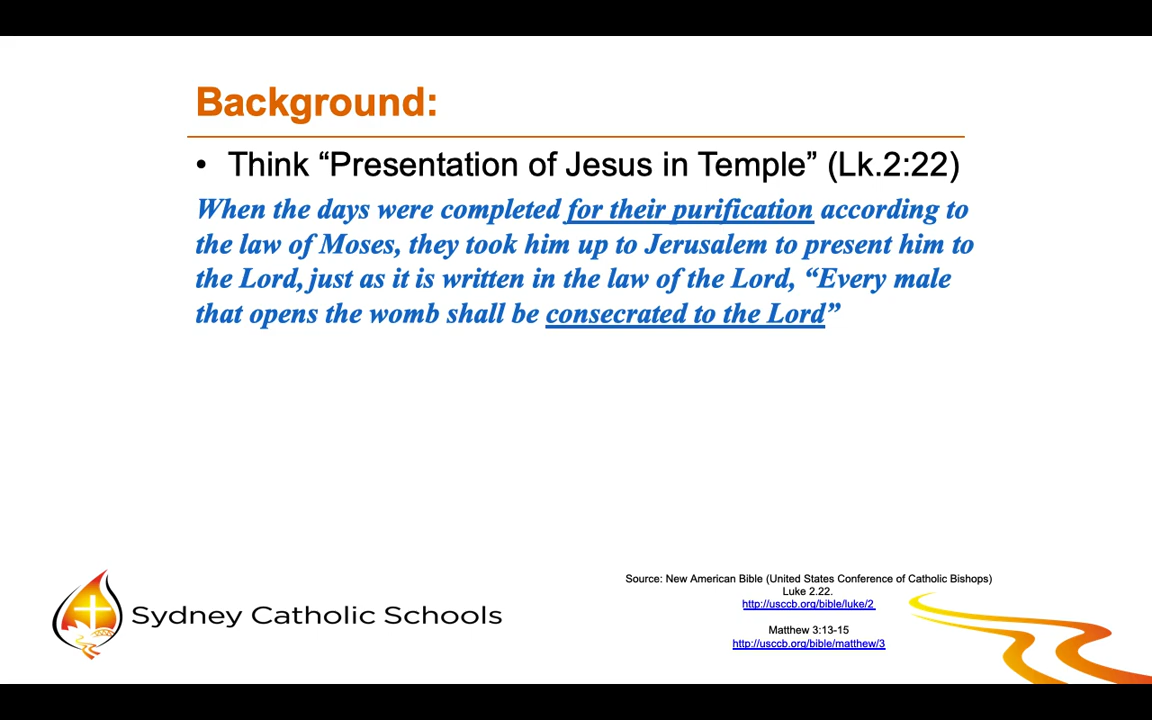 Background:
• Think “Presentation of Jesus in Temple” (Lk.2:22)
When the days were completed for their purification according to
the law of Moses, they took him up to Jerusalem to present him to
the Lord, just as it is written in the law of the Lord, “Every male
that opens the womb shall be consecrated to the Lord”
Source: New American Bible (United States Conference of Catholic Bishops)
Luke 2.22.
http://usccb.org/bible/luke/2
Matthew 3:13-15
http://usccb.org/bible/matthew/3
Sydney Catholic Schools